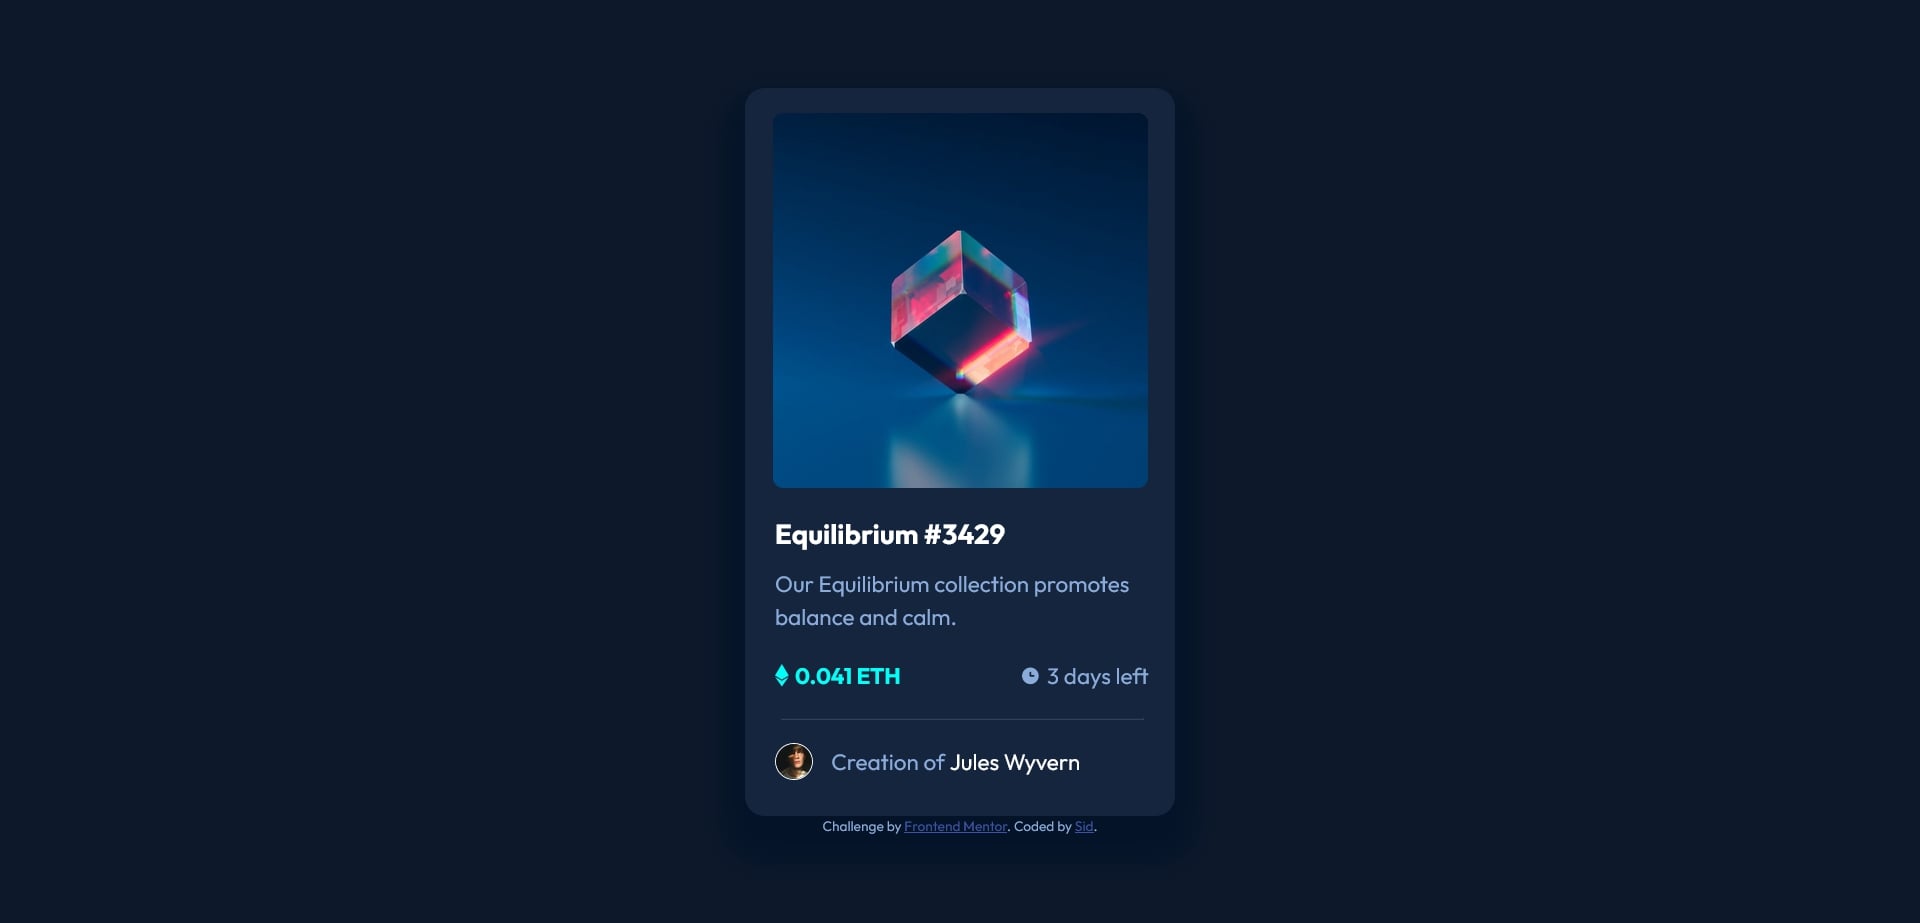 Equilibrium #3429
Our Equilibrium collection promotes
balance and calm.
0.041 ETH
3 days left
Creation of Jules Wyvern
Challenge by Frontend Mentor. Coded by Sid.